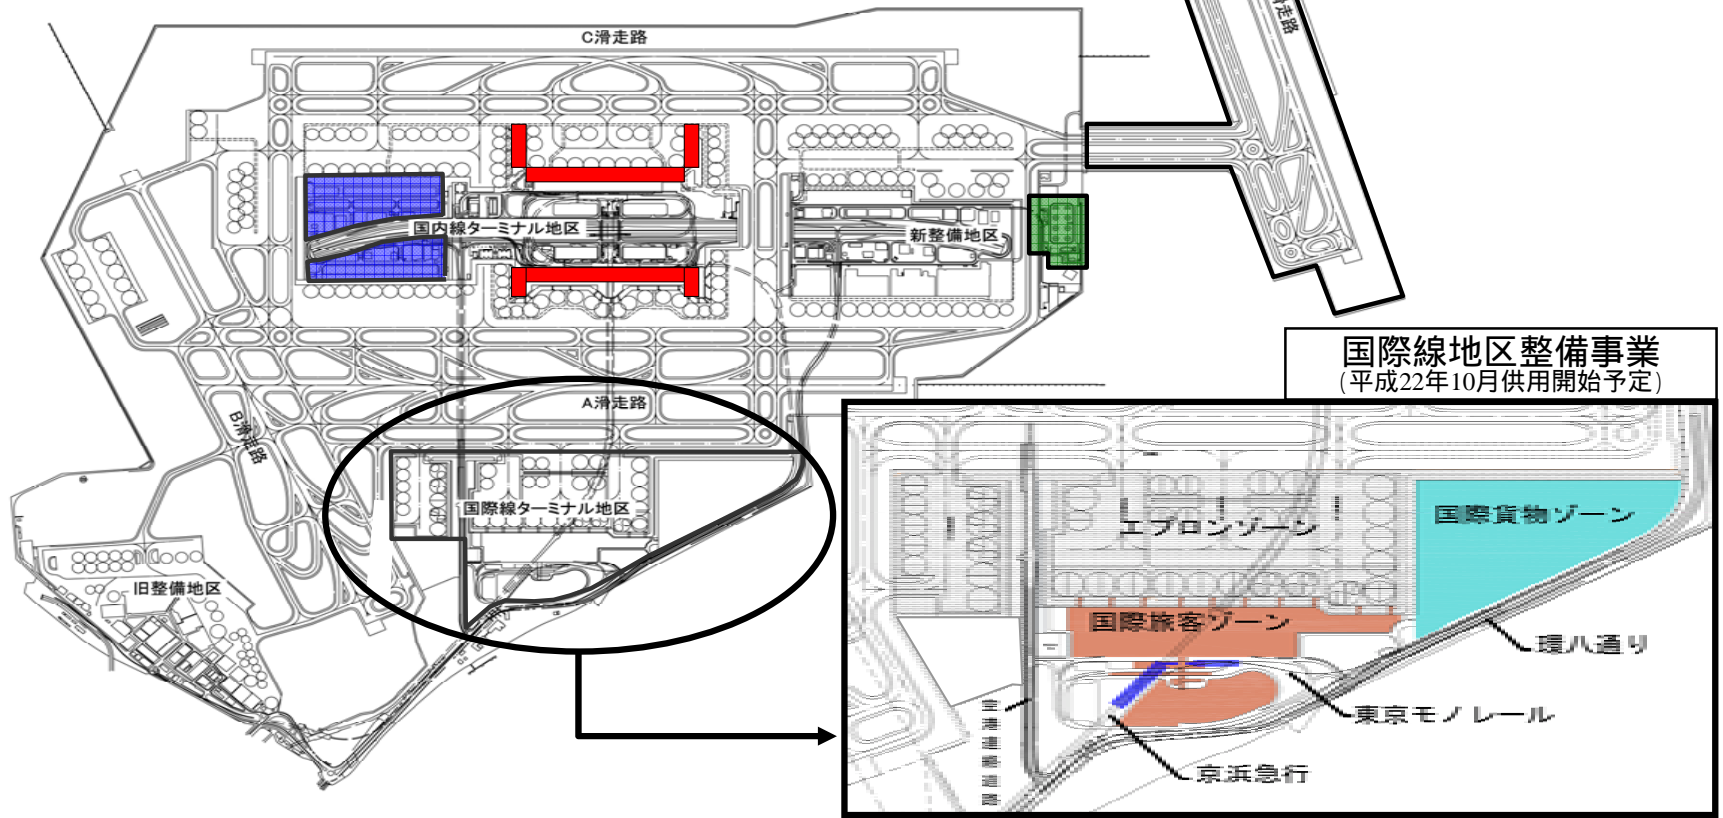 C滑走路
滑走路
国内線ターミナル地区
新整備地区
国際線地区整備事業
(平成22年10月供用開始予定)
A滑走路
B滑走路
国際線ターミナル地区
旧整備地区
エプロンゾーン
国際貨物ゾーン
国際旅客ゾーン
環八通り
東京モノレール
京浜急行